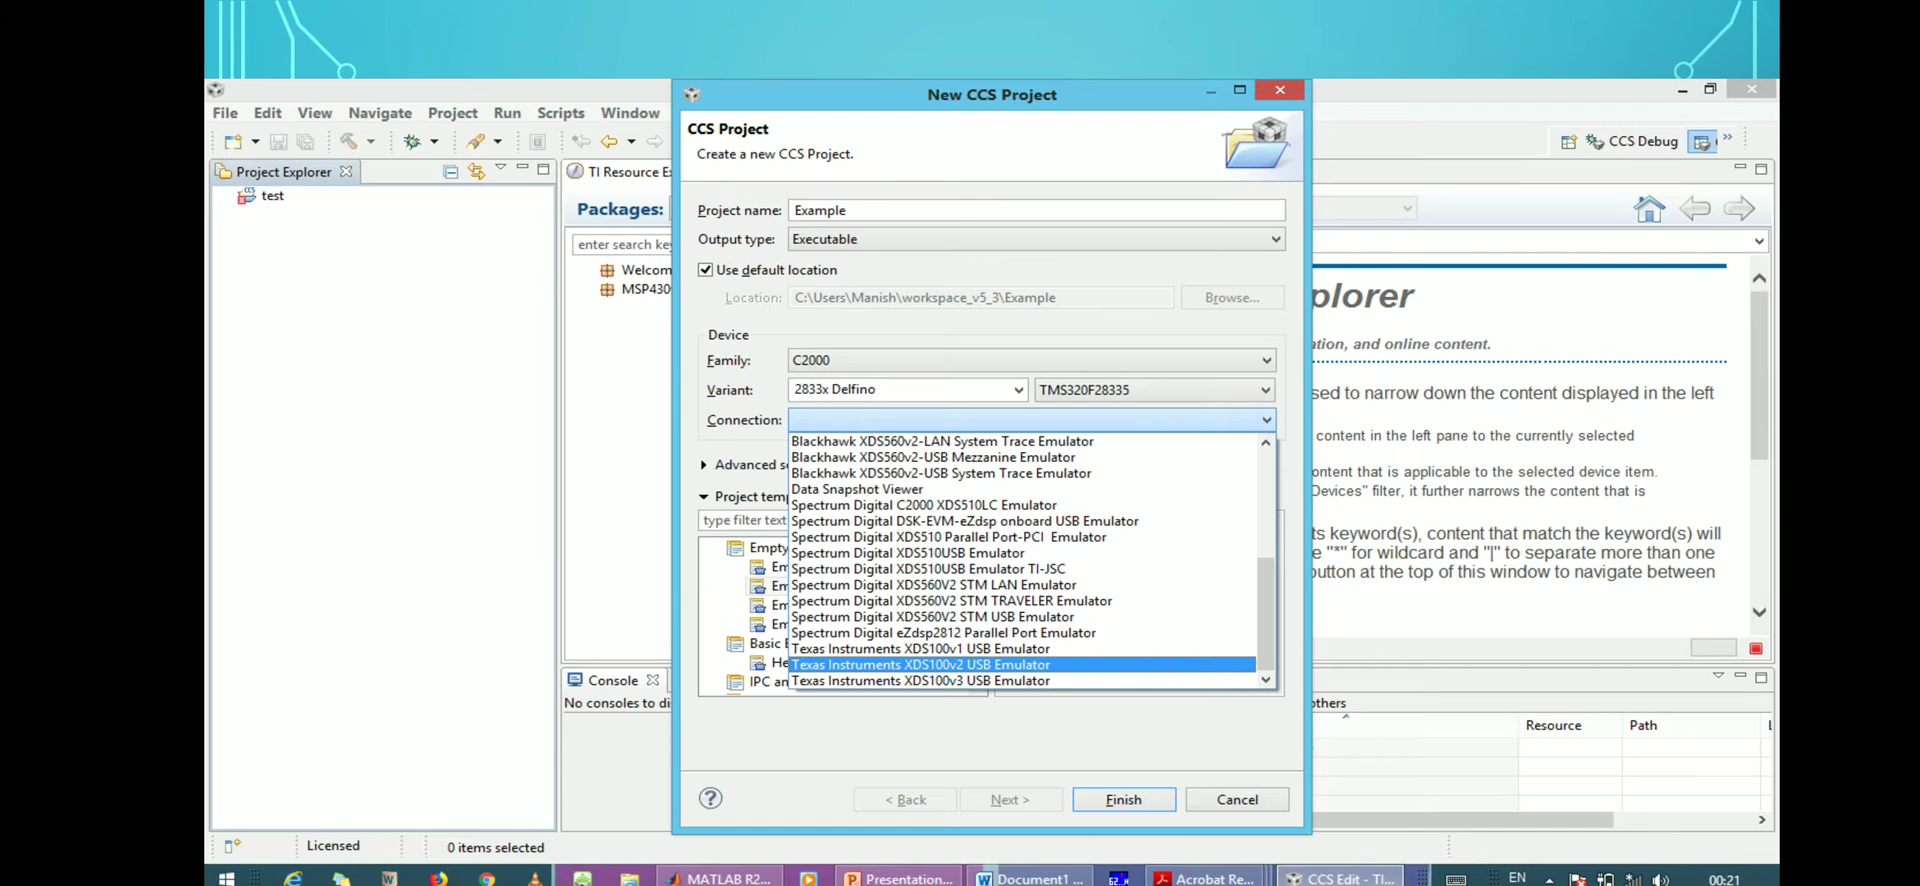 New CCS Project
File Edit View Navigate Project Run Scripts Window
CCS Project
Create a new CCS Project.
CCS Debug
Project Explorer
TI Resource Ex
test
Packages:
Project name: Example
Output type: Executable
enter search key
Use default location
Welcom
MSP430
Location: C:\Users\Manish\workspace_v5_3\Example Browse...
plorer
Device
ation, and online content.
Family: C2000
Variant: 2833x Delfino TMS320F28335
sed to narrow down the content displayed in the left
Connection:
content in the left pane to the currently selected
Blackhawk XDS560v2-LAN System Trace Emulator
Blackhawk XDS560v2-USB Mezzanine Emulator
Blackhawk XDS560v2-USB System Trace Emulator
Data Snapshot Viewer
Spectrum Digital C2000 XDS510LC Emulator
Spectrum Digital DSK-EVM-eZdsp onboard USB Emulator
Spectrum Digital XDS510 Parallel Port-PCI Emulator
Spectrum Digital XDS510USB Emulator
Spectrum Digital XDS510USB Emulator TI-JSC
Spectrum Digital XDS560V2 STM LAN Emulator
Spectrum Digital XDS560V2 STM TRAVELER Emulator
Spectrum Digital XDS560V2 STM USB Emulator
Spectrum Digital eZdsp2812 Parallel Port Emulator
Texas Instruments XDS100v1 USB Emulator
Texas Instruments XDS100v2 USB Emulator
Texas Instruments XDS100v3 USB Emulator
Advanced se
Project temp
type filter text
Empty
Em
Em
Em
Em
Basic E
He
IPC an
ontent that is applicable to the selected device item.
Devices" filter, it further narrows the content that is
ts keyword(s), content that match the keyword(s) will
e "*" for wildcard and "|" to separate more than one
utton at the top of this window to navigate between
Console
No consoles to di
thers
Resource Path L
< Back Next > Finish Cancel
Licensed
0 items selected
MATLAB R2...
Presentation...
Document1 ...
Acrobat Re...
CCS Edit - TI...
EN
00:21